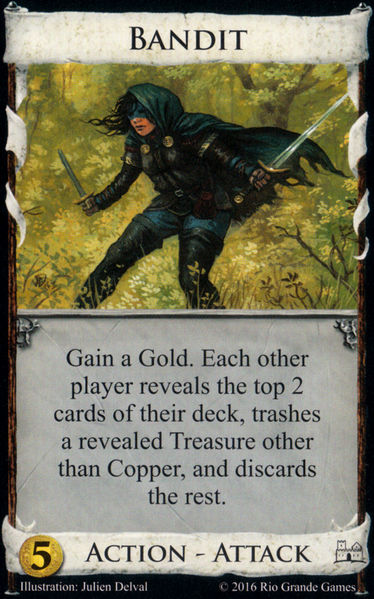 BANDIT
Gain a Gold. Each other
player reveals the top 2
cards of their deck, trashes
a revealed Treasure other
than Copper, and discards
the rest.
5 ACTION - ATTACK
Illustration: Julien Delval © 2016 Rio Grande Games